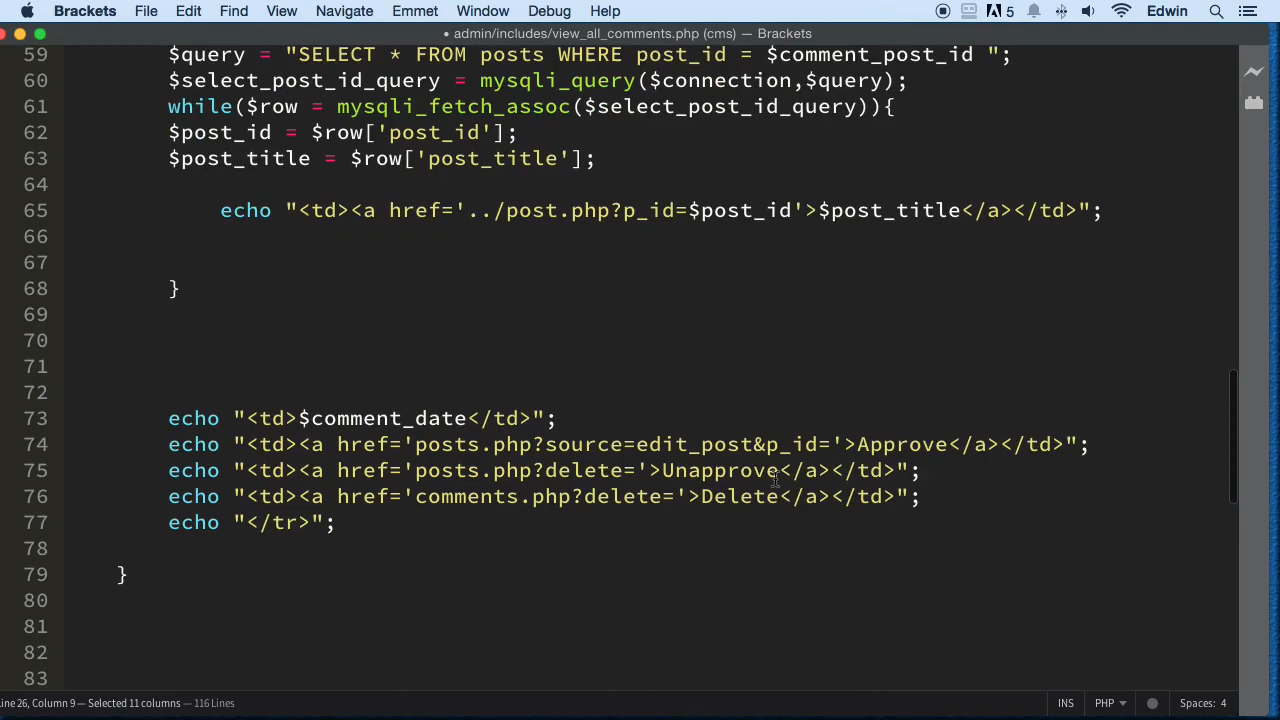 Brackets File Edit Find View Navigate Emmet Window Debug Help 5 Edwin
• admin/includes/view_all_comments.php (cms) — Brackets
59 $query = "SELECT * FROM posts WHERE post_id = $comment_post_id ";
60 $select_post_id_query = mysqli_query($connection,$query);
61 while($row = mysqli_fetch_assoc($select_post_id_query)){
62 $post_id = $row['post_id'];
63 $post_title = $row['post_title'];
64
65 echo "<td><a href='../post.php?p_id=$post_id'>$post_title</a></td>";
66
67
68 }
69
70
71
72
73 echo "<td>$comment_date</td>";
74 echo "<td><a href='posts.php?source=edit_post&p_id='>Approve</a></td>";
75 echo "<td><a href='posts.php?delete='>Unapprove</a></td>";
76 echo "<td><a href='comments.php?delete='>Delete</a></td>";
77 echo "</tr>";
78
79 }
80
81
82
83
ine 26, Column 9 — Selected 11 columns — 116 Lines INS PHP Spaces: 4